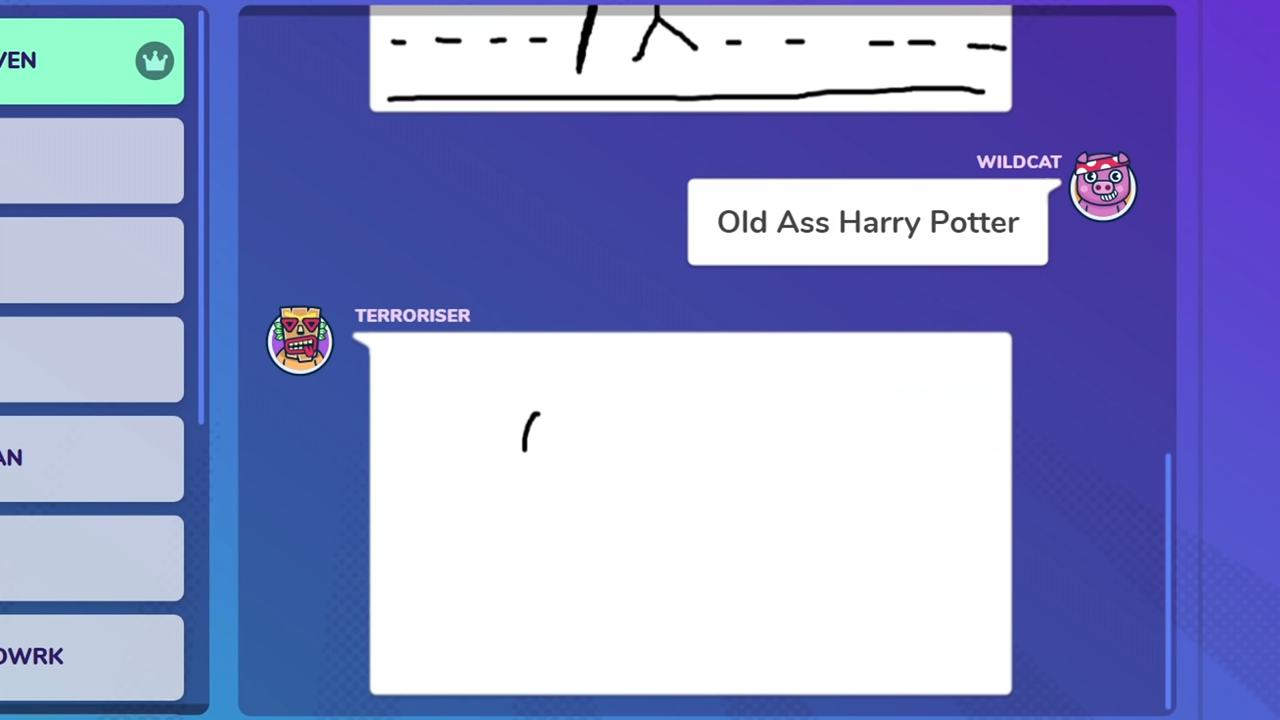 VEN
WILDCAT
Old Ass Harry Potter
TERRORISER
AN
OWRK